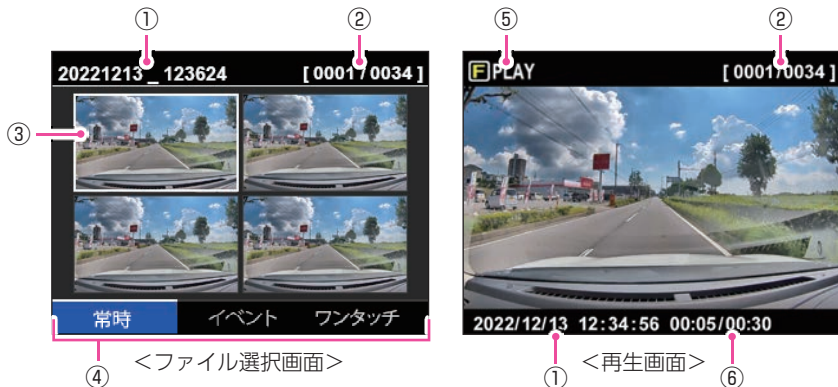 ① ②
20221213_123624 [0001/0034]
③
常時 イベント ワンタッチ
④ <ファイル選択画面>
⑤ ②
F PLAY [0001/0034]
2022/12/13 12:34:56 00:05/00:30
① <再生画面> ⑥